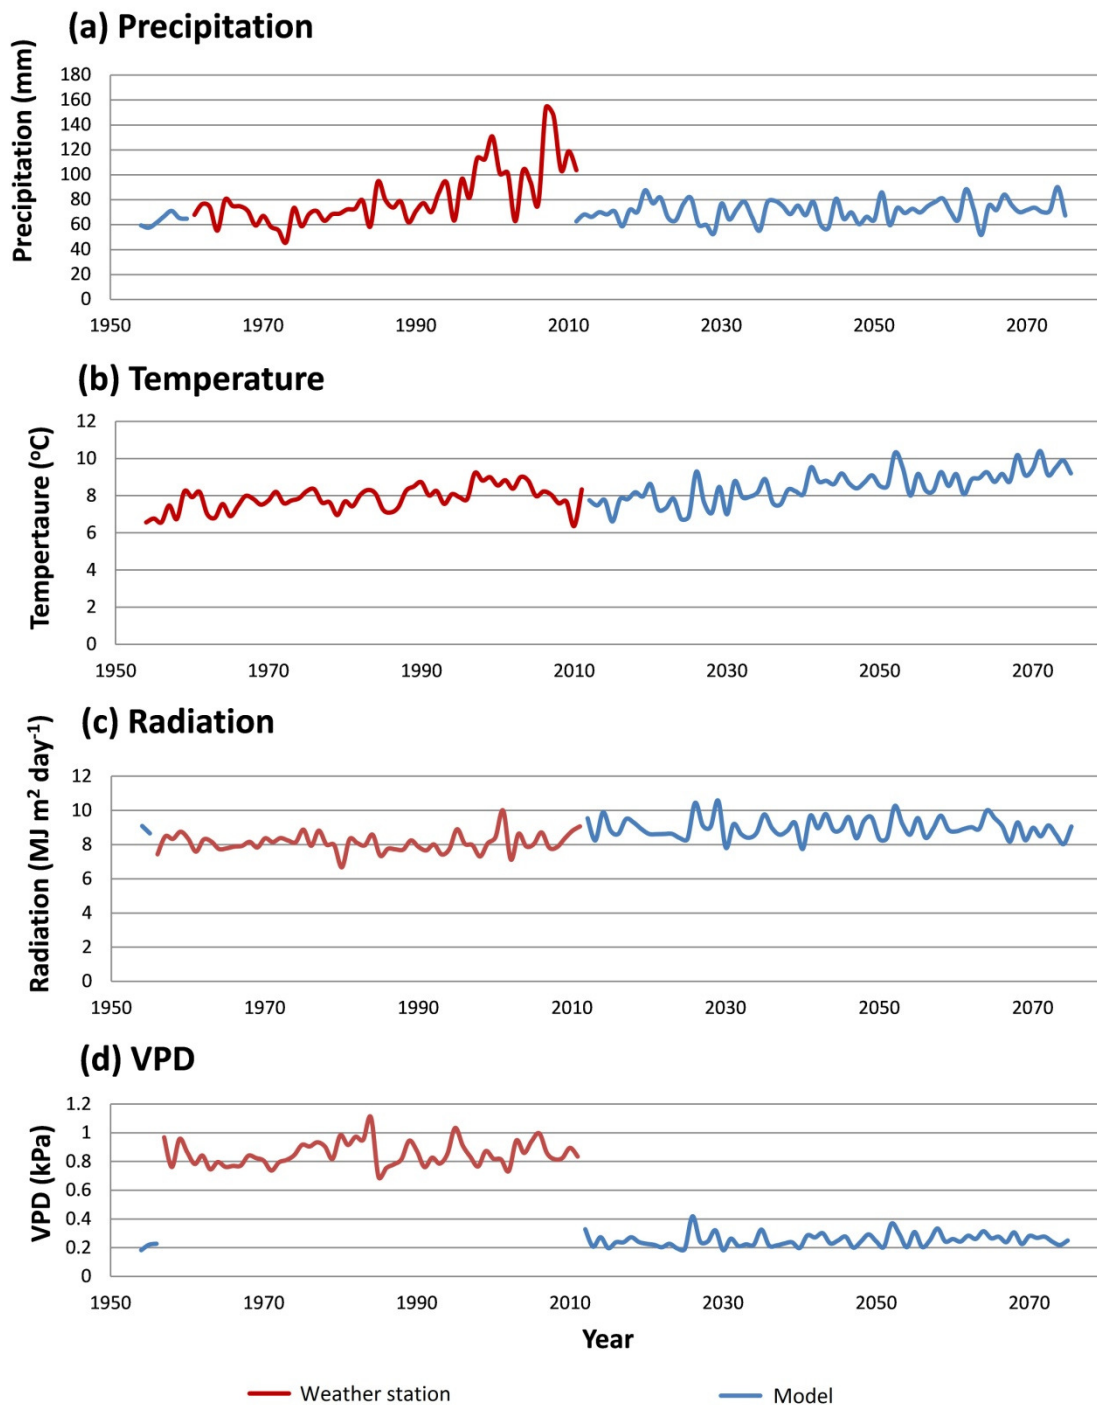 (a) Precipitation
Precipitation (mm)
180
160
140
120
100
80
60
40
20
0
1950 1970 1990 2010 2030 2050 2070
(b) Temperature
Tempertaure (ºC)
12
10
8
6
4
2
0
1950 1970 1990 2010 2030 2050 2070
(c) Radiation
Radiation (MJ m² day⁻¹)
12
10
8
6
4
2
0
1950 1970 1990 2010 2030 2050 2070
(d) VPD
VPD (kPa)
1.2
1
0.8
0.6
0.4
0.2
0
1950 1970 1990 2010 2030 2050 2070
Year
Weather station Model